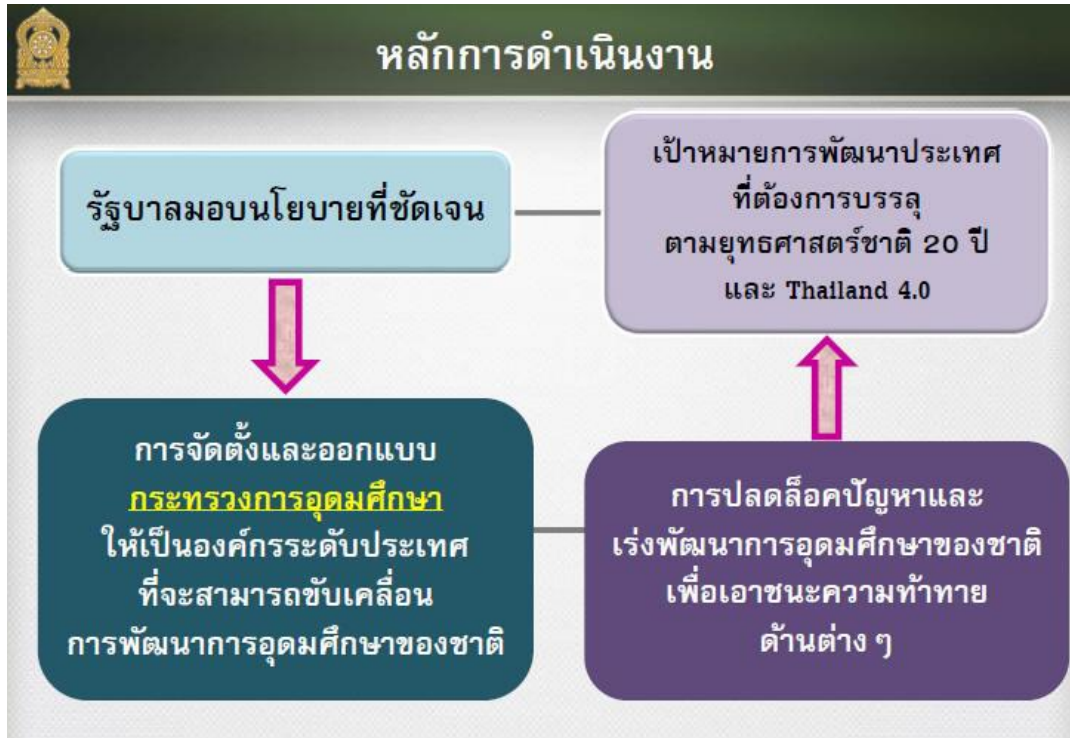 หลักการดำเนินงาน
รัฐบาลมอบนโยบายที่ชัดเจน
เป้าหมายการพัฒนาประเทศ
ที่ต้องการบรรลุ
ตามยุทธศาสตร์ชาติ 20 ปี
และ Thailand 4.0
การจัดตั้งและออกแบบ
กระทรวงการอุดมศึกษา
ให้เป็นองค์กรระดับประเทศ
ที่จะสามารถขับเคลื่อน
การพัฒนาการอุดมศึกษาของชาติ
การปลดล็อคปัญหาและ
เร่งพัฒนาการอุดมศึกษาของชาติ
เพื่อเอาชนะความท้าทาย
ด้านต่าง ๆ